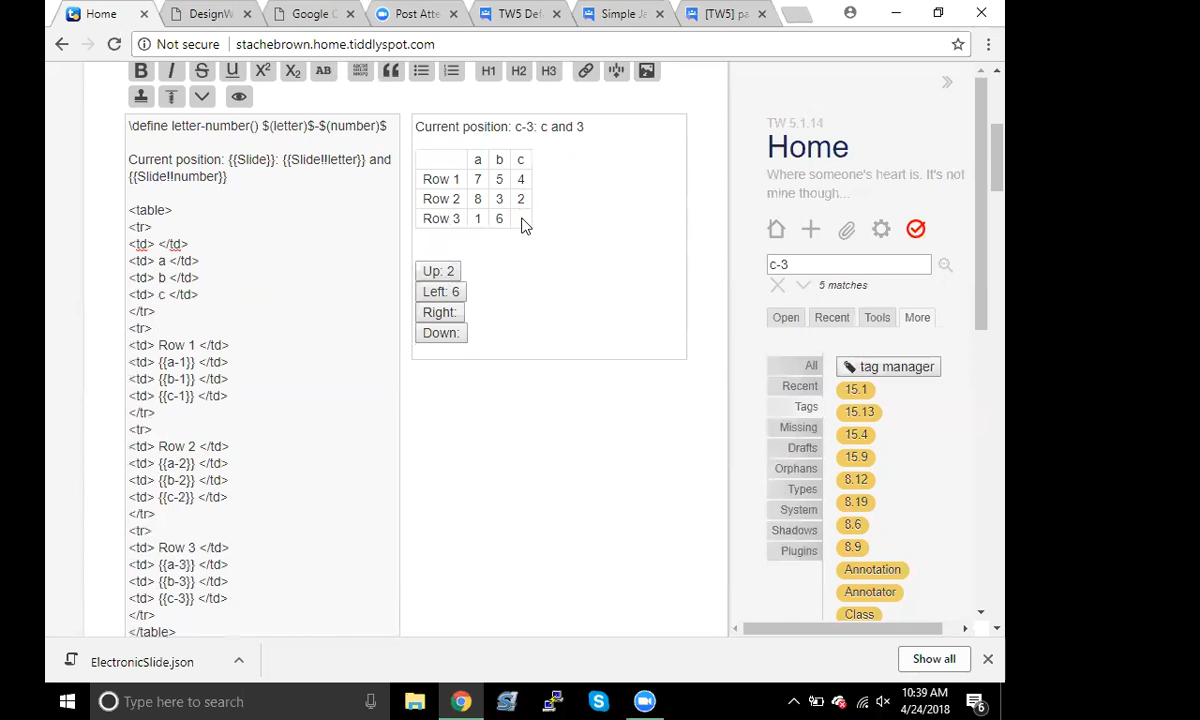 Home
DesignW
Google C
Post Atte
TW5 Def
Simple Ja
[TW5] pa
Not secure
stachebrown.home.tiddlyspot.com
B I S U X² X₂ AB H1 H2 H3
\define letter-number() $(letter)$-$(number)$
Current position: {{Slide}}: {{Slide!!letter}} and
{{Slide!!number}}
<table>
<tr>
<td> </td>
<td> a </td>
<td> b </td>
<td> c </td>
</tr>
<tr>
<td> Row 1 </td>
<td> {{a-1}} </td>
<td> {{b-1}} </td>
<td> {{c-1}} </td>
</tr>
<tr>
<td> Row 2 </td>
<td> {{a-2}} </td>
<td> {{b-2}} </td>
<td> {{c-2}} </td>
</tr>
<tr>
<td> Row 3 </td>
<td> {{a-3}} </td>
<td> {{b-3}} </td>
<td> {{c-3}} </td>
</tr>
</table>
Current position: c-3: c and 3
a b c
Row 1 7 5 4
Row 2 8 3 2
Row 3 1 6
Up: 2
Left: 6
Right:
Down:
TW 5.1.14
Home
Where someone's heart is. It's not
mine though...
c-3
5 matches
Open Recent Tools More
All
Recent
Tags
Missing
Drafts
Orphans
Types
System
Shadows
Plugins
tag manager
15.1
15.13
15.4
15.9
8.12
8.19
8.6
8.9
Annotation
Annotator
Class
ElectronicSlide.json
Show all
Type here to search
10:39 AM
4/24/2018
6